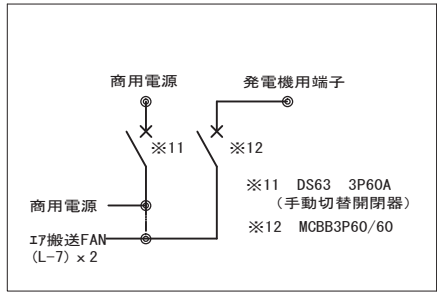 商用電源
発電機用端子
※11
※12
※11 DS63 3P60A
(手動切替開閉器)
商用電源
※12 MCBB3P60/60
ｴｱ搬送FAN
(L-7)×2